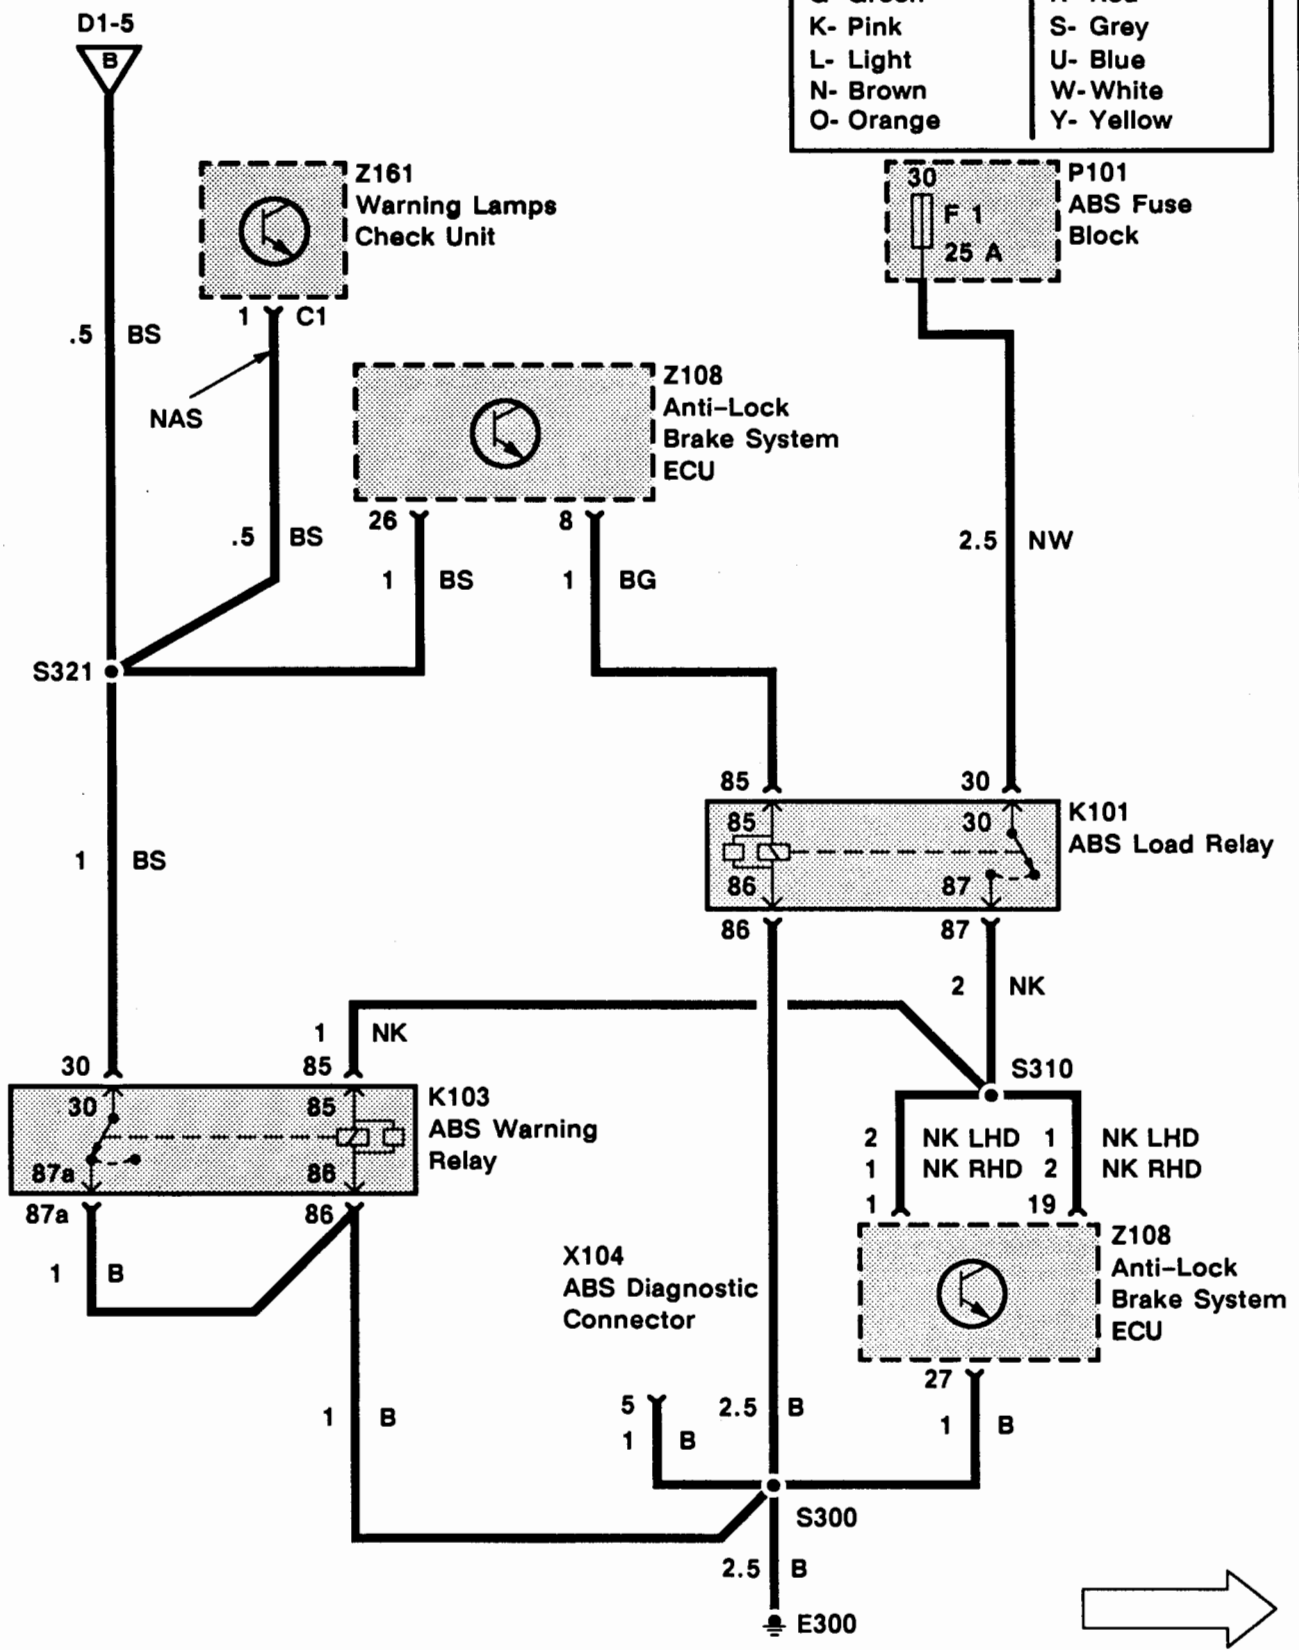 D1-5
B
G- Green
R- Red
K- Pink
S- Grey
L- Light
U- Blue
N- Brown
W- White
O- Orange
Y- Yellow
Z161
Warning Lamps
Check Unit
30
F 1
25 A
P101
ABS Fuse
Block
1
C1
.5
BS
NAS
Z108
Anti-Lock
Brake System
ECU
.5
BS
26
8
2.5
NW
1
BS
1
BG
S321
85
30
85
30
K101
ABS Load Relay
1
BS
86
87
86
87
2
NK
1
NK
30
85
S310
30
85
K103
ABS Warning
Relay
87a
86
87a
86
2
NK LHD
1
NK LHD
1
NK RHD
2
NK RHD
1
19
Z108
Anti-Lock
Brake System
ECU
1
B
X104
ABS Diagnostic
Connector
27
5
2.5
B
1
B
1
B
1
B
S300
2.5
B
E300